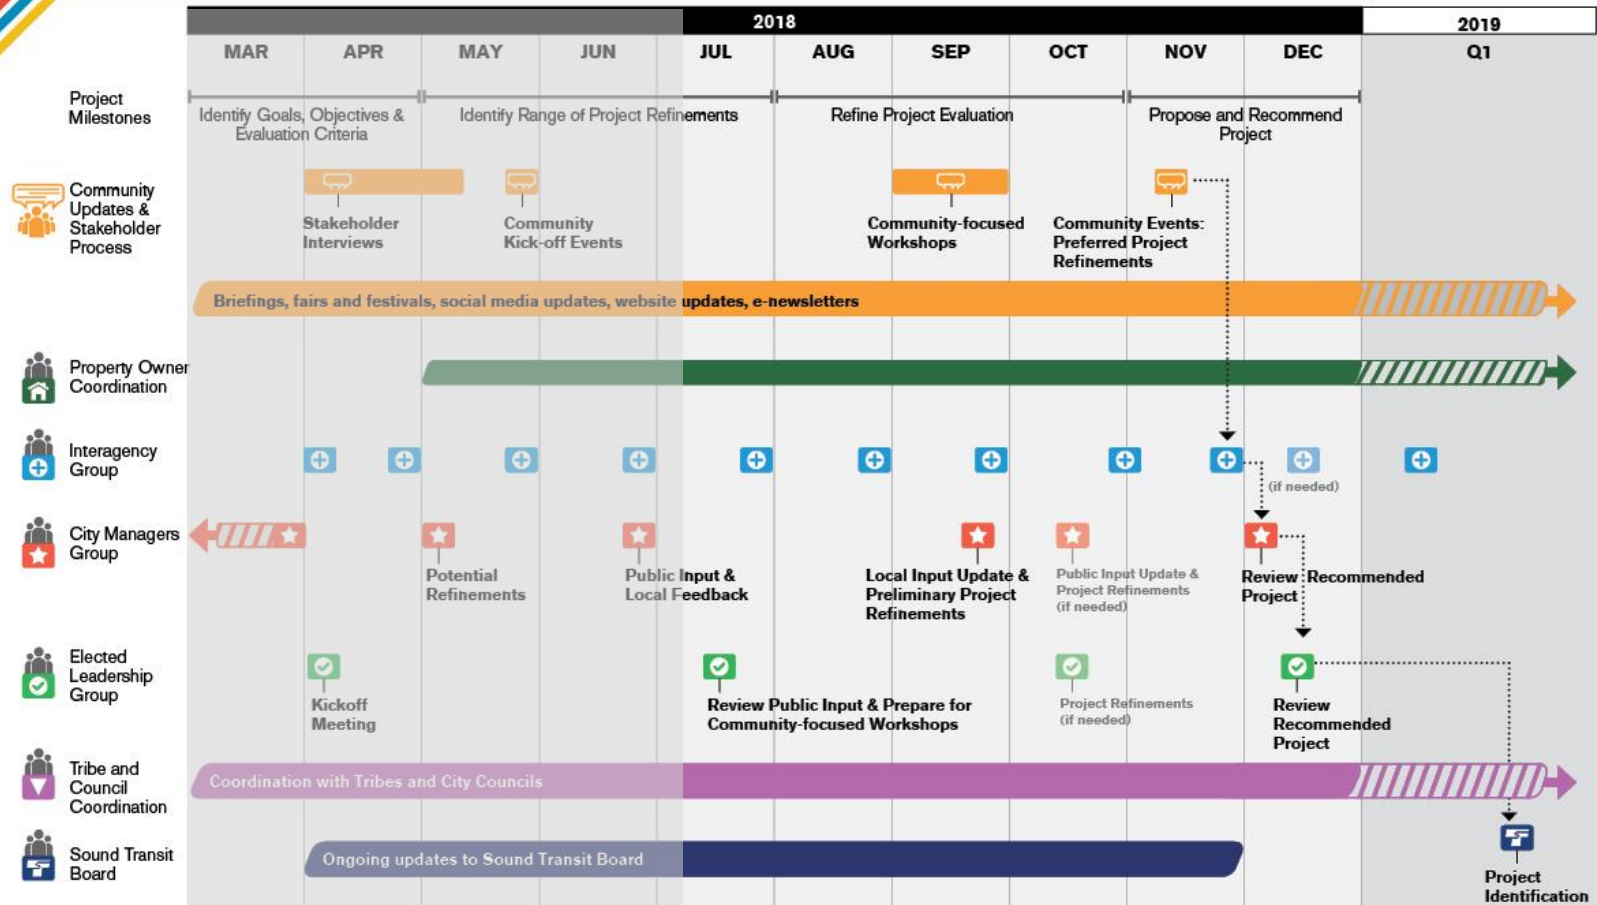 2018
2019
MAR APR MAY JUN JUL AUG SEP OCT NOV DEC Q1
Project
Milestones
Identify Goals, Objectives &
Evaluation Criteria
Identify Range of Project Refinements
Refine Project Evaluation
Propose and Recommend
Project
Community
Updates &
Stakeholder
Process
Stakeholder
Interviews
Community
Kick-off Events
Community-focused
Workshops
Community Events:
Preferred Project
Refinements
Briefings, fairs and festivals, social media updates, website updates, e-newsletters
Property Owner
Coordination
Interagency
Group
(if needed)
City Managers
Group
Potential
Refinements
Public Input &
Local Feedback
Local Input Update &
Preliminary Project
Refinements
Public Input Update &
Project Refinements
(if needed)
Review Recommended
Project
Elected
Leadership
Group
Kickoff
Meeting
Review Public Input & Prepare for
Community-focused Workshops
Project Refinements
(if needed)
Review
Recommended
Project
Tribe and
Council
Coordination
Coordination with Tribes and City Councils
Sound Transit
Board
Ongoing updates to Sound Transit Board
Project
Identification